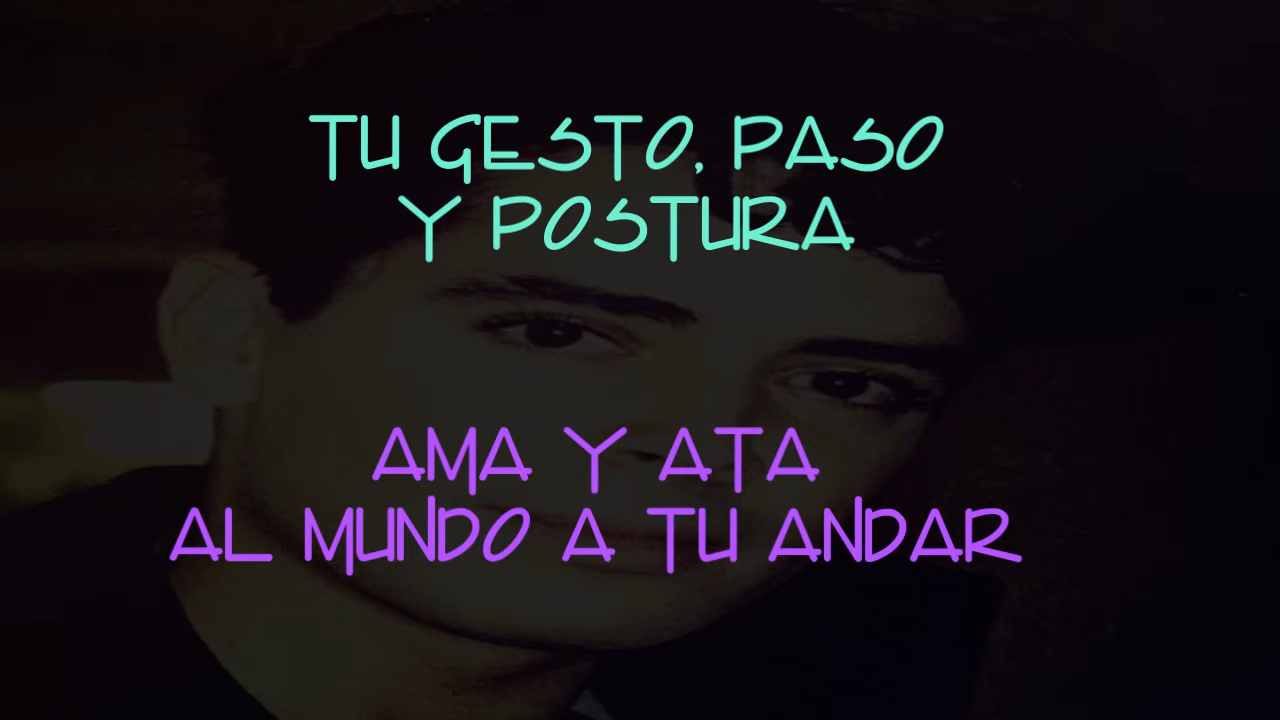 TU GESTO, PASO
Y POSTURA
AMA Y ATA
AL MUNDO A TU ANDAR